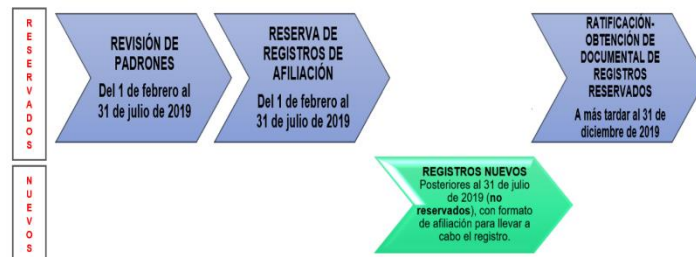 RESERVADOS
REVISIÓN DE
PADRONES
Del 1 de febrero al
31 de julio de 2019
RESERVA DE
REGISTROS DE
AFILIACIÓN
Del 1 de febrero al
31 de julio de 2019
RATIFICACIÓN-
OBTENCIÓN DE
DOCUMENTAL DE
REGISTROS
RESERVADOS
A más tardar al 31 de
diciembre de 2019
NUEVOS
REGISTROS NUEVOS
Posteriores al 31 de julio
de 2019 (no
reservados), con formato
de afiliación para llevar a
cabo el registro.